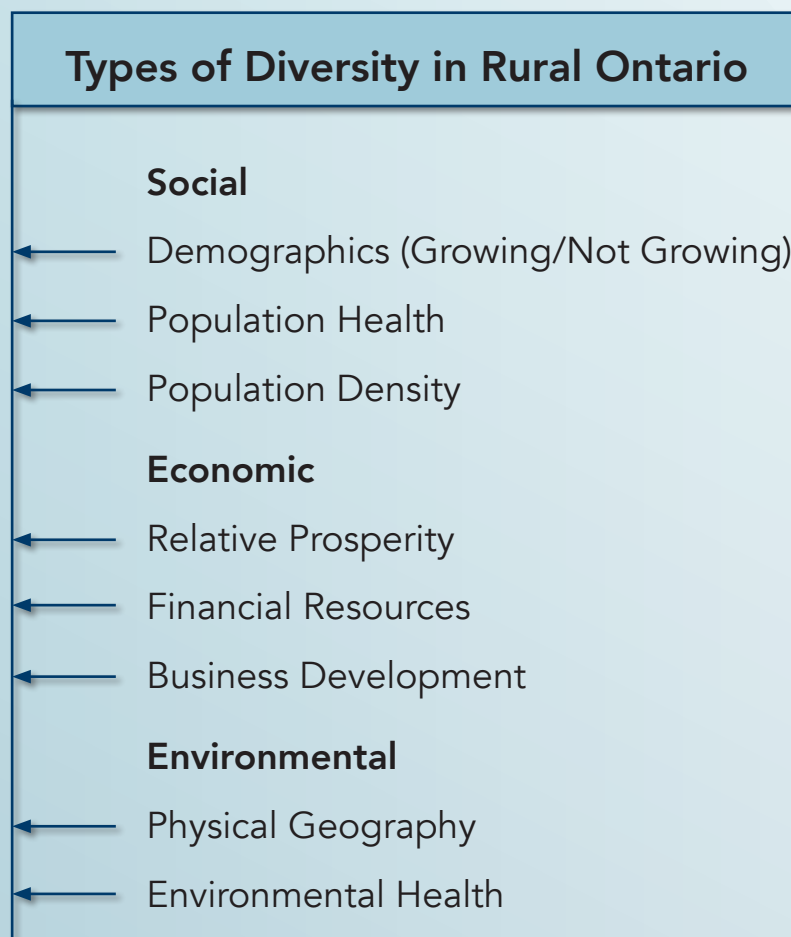 Types of Diversity in Rural Ontario
Social
Demographics (Growing/Not Growing)
Population Health
Population Density
Economic
Relative Prosperity
Financial Resources
Business Development
Environmental
Physical Geography
Environmental Health